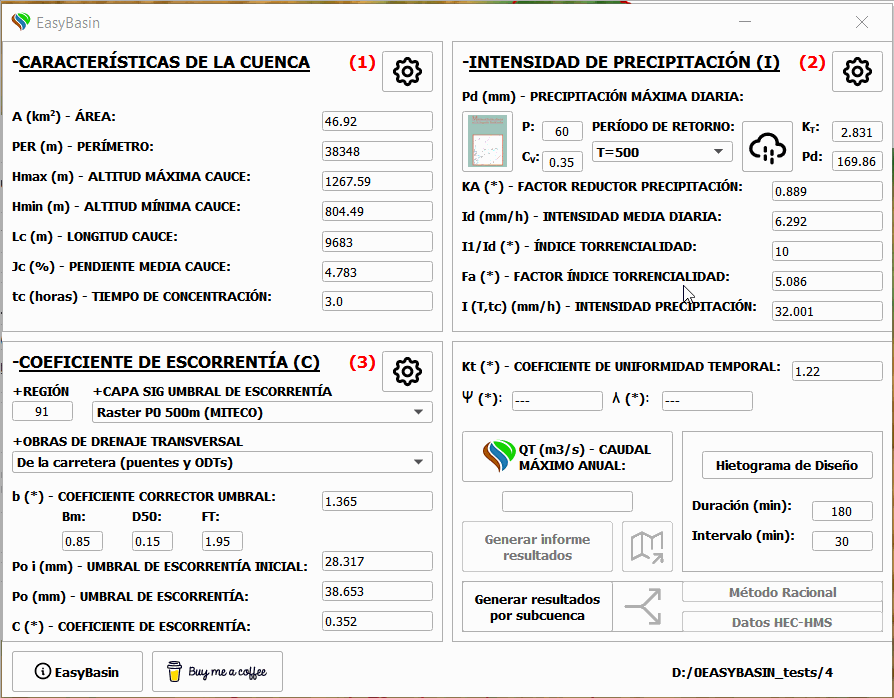 EasyBasin
-CARACTERÍSTICAS DE LA CUENCA (1)
A (km²) - ÁREA: 46.92
PER (m) - PERÍMETRO: 38348
Hmax (m) - ALTITUD MÁXIMA CAUCE: 1267.59
Hmin (m) - ALTITUD MÍNIMA CAUCE: 804.49
Lc (m) - LONGITUD CAUCE: 9683
Jc (%) - PENDIENTE MEDIA CAUCE: 4.783
tc (horas) - TIEMPO DE CONCENTRACIÓN: 3.0
-INTENSIDAD DE PRECIPITACIÓN (I) (2)
Pd (mm) - PRECIPITACIÓN MÁXIMA DIARIA:
P: 60 PERÍODO DE RETORNO: KT: 2.831
Cv: 0.35 T=500 Pd: 169.86
KA (*) - FACTOR REDUCTOR PRECIPITACIÓN: 0.889
Id (mm/h) - INTENSIDAD MEDIA DIARIA: 6.292
I1/Id (*) - ÍNDICE TORRENCIALIDAD: 10
Fa (*) - FACTOR ÍNDICE TORRENCIALIDAD: 5.086
I (T,tc) (mm/h) - INTENSIDAD PRECIPITACIÓN: 32.001
-COEFICIENTE DE ESCORRENTÍA (C) (3)
+REGIÓN +CAPA SIG UMBRAL DE ESCORRENTÍA
91 Raster P0 500m (MITECO)
+OBRAS DE DRENAJE TRANSVERSAL
De la carretera (puentes y ODTs)
b (*) - COEFICIENTE CORRECTOR UMBRAL: 1.365
Bm: D50: FT:
0.85 0.15 1.95
Po i (mm) - UMBRAL DE ESCORRENTÍA INICIAL: 28.317
Po (mm) - UMBRAL DE ESCORRENTÍA: 38.653
C (*) - COEFICIENTE DE ESCORRENTÍA: 0.352
Kt (*) - COEFICIENTE DE UNIFORMIDAD TEMPORAL: 1.22
Ψ (*): --- λ (*): ---
QT (m3/s) - CAUDAL
MÁXIMO ANUAL:
Generar informe
resultados
Generar resultados
por subcuenca
Hietograma de Diseño
Duración (min): 180
Intervalo (min): 30
Método Racional
Datos HEC-HMS
EasyBasin
Buy me a coffee
D:/0EASYBASIN_tests/4